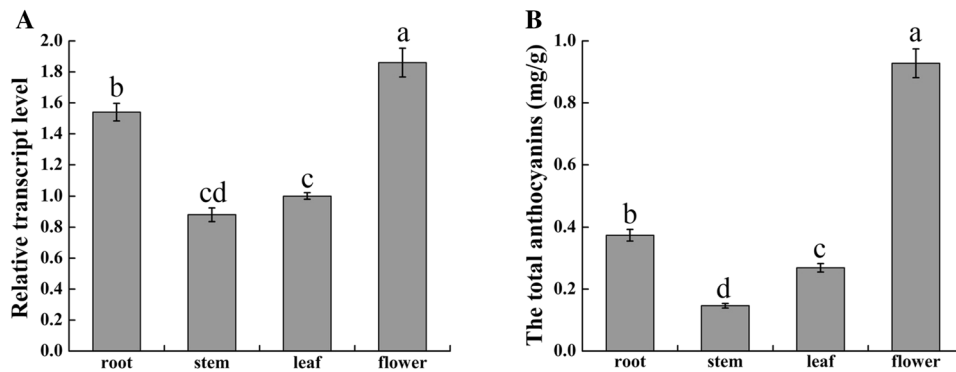 A
Relative transcript level
2.0
1.8
1.6
1.4
1.2
1.0
0.8
0.6
0.4
0.2
0.0
b
cd
c
a
root stem leaf flower
B
The total anthocyanins (mg/g)
1.0
0.8
0.6
0.4
0.2
0.0
b
d
c
a
root stem leaf flower